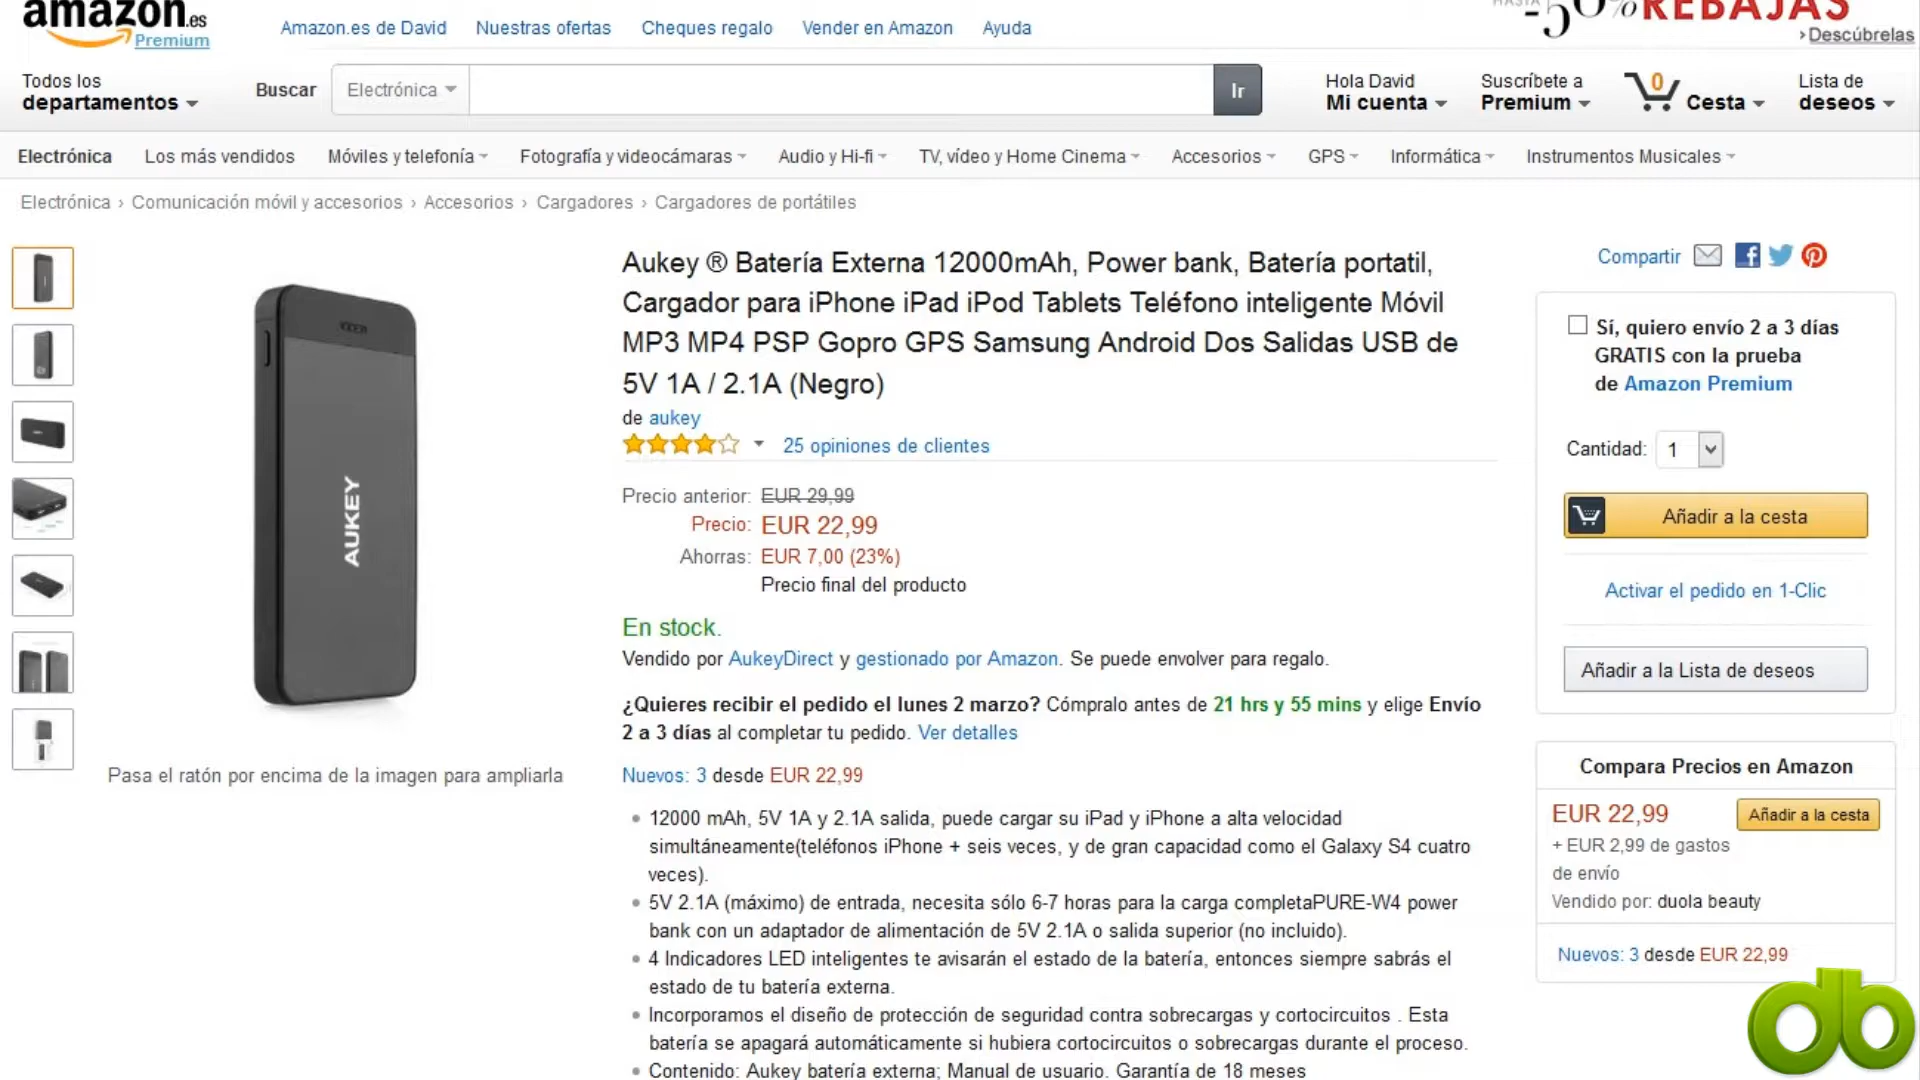 amazon.es
Premium
Amazon.es de David
Nuestras ofertas
Cheques regalo
Vender en Amazon
Ayuda
HASTA -50% REBAJAS
› Descúbrelas
Todos los departamentos
Buscar
Electrónica
Ir
Hola David
Mi cuenta
Suscríbete a
Premium
0
Cesta
Lista de
deseos
Electrónica
Los más vendidos
Móviles y telefonía
Fotografía y videocámaras
Audio y Hi-fi
TV, vídeo y Home Cinema
Accesorios
GPS
Informática
Instrumentos Musicales
Electrónica › Comunicación móvil y accesorios › Accesorios › Cargadores › Cargadores de portátiles
AUKEY
Pasa el ratón por encima de la imagen para ampliarla
Aukey ® Batería Externa 12000mAh, Power bank, Batería portatil,
Cargador para iPhone iPad iPod Tablets Teléfono inteligente Móvil
MP3 MP4 PSP Gopro GPS Samsung Android Dos Salidas USB de
5V 1A / 2.1A (Negro)
de aukey
25 opiniones de clientes
Precio anterior: EUR 29,99
Precio: EUR 22,99
Ahorras: EUR 7,00 (23%)
Precio final del producto
En stock.
Vendido por AukeyDirect y gestionado por Amazon. Se puede envolver para regalo.
¿Quieres recibir el pedido el lunes 2 marzo? Cómpralo antes de 21 hrs y 55 mins y elige Envío
2 a 3 días al completar tu pedido. Ver detalles
Nuevos: 3 desde EUR 22,99
12000 mAh, 5V 1A y 2.1A salida, puede cargar su iPad y iPhone a alta velocidad
simultáneamente(teléfonos iPhone + seis veces, y de gran capacidad como el Galaxy S4 cuatro
veces).
5V 2.1A (máximo) de entrada, necesita sólo 6-7 horas para la carga completaPURE-W4 power
bank con un adaptador de alimentación de 5V 2.1A o salida superior (no incluido).
4 Indicadores LED inteligentes te avisarán el estado de la batería, entonces siempre sabrás el
estado de tu batería externa.
Incorporamos el diseño de protección de seguridad contra sobrecargas y cortocircuitos . Esta
batería se apagará automáticamente si hubiera cortocircuitos o sobrecargas durante el proceso.
Contenido: Aukey batería externa; Manual de usuario. Garantía de 18 meses
Compartir
Sí, quiero envío 2 a 3 días
GRATIS con la prueba
de Amazon Premium
Cantidad: 1
Añadir a la cesta
Activar el pedido en 1-Clic
Añadir a la Lista de deseos
Compara Precios en Amazon
EUR 22,99
Añadir a la cesta
+ EUR 2,99 de gastos
de envío
Vendido por: duola beauty
Nuevos: 3 desde EUR 22,99
db